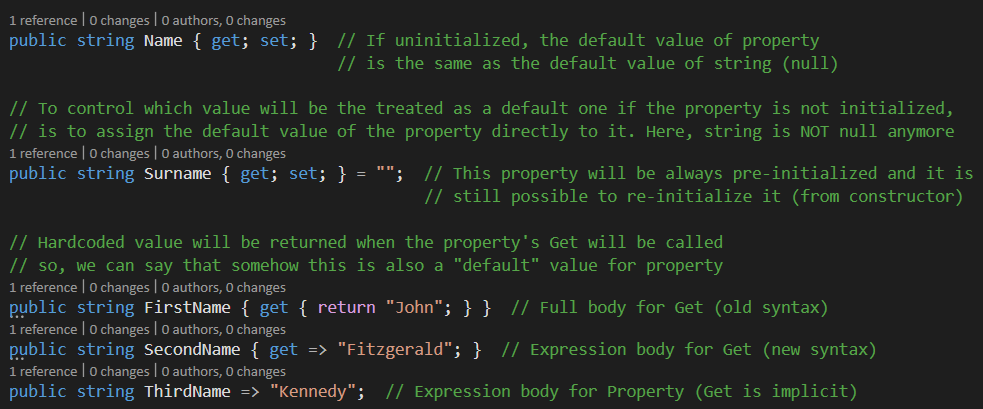 1 reference | 0 changes | 0 authors, 0 changes
public string Name { get; set; }  // If uninitialized, the default value of property
// is the same as the default value of string (null)
// To control which value will be the treated as a default one if the property is not initialized,
// is to assign the default value of the property directly to it. Here, string is NOT null anymore
1 reference | 0 changes | 0 authors, 0 changes
public string Surname { get; set; } = "";  // This property will be always pre-initialized and it is
// still possible to re-initialize it (from constructor)
// Hardcoded value will be returned when the property's Get will be called
// so, we can say that somehow this is also a "default" value for property
1 reference | 0 changes | 0 authors, 0 changes
public string FirstName { get { return "John"; } }  // Full body for Get (old syntax)
1 reference | 0 changes | 0 authors, 0 changes
public string SecondName { get => "Fitzgerald"; }  // Expression body for Get (new syntax)
1 reference | 0 changes | 0 authors, 0 changes
public string ThirdName => "Kennedy";  // Expression body for Property (Get is implicit)